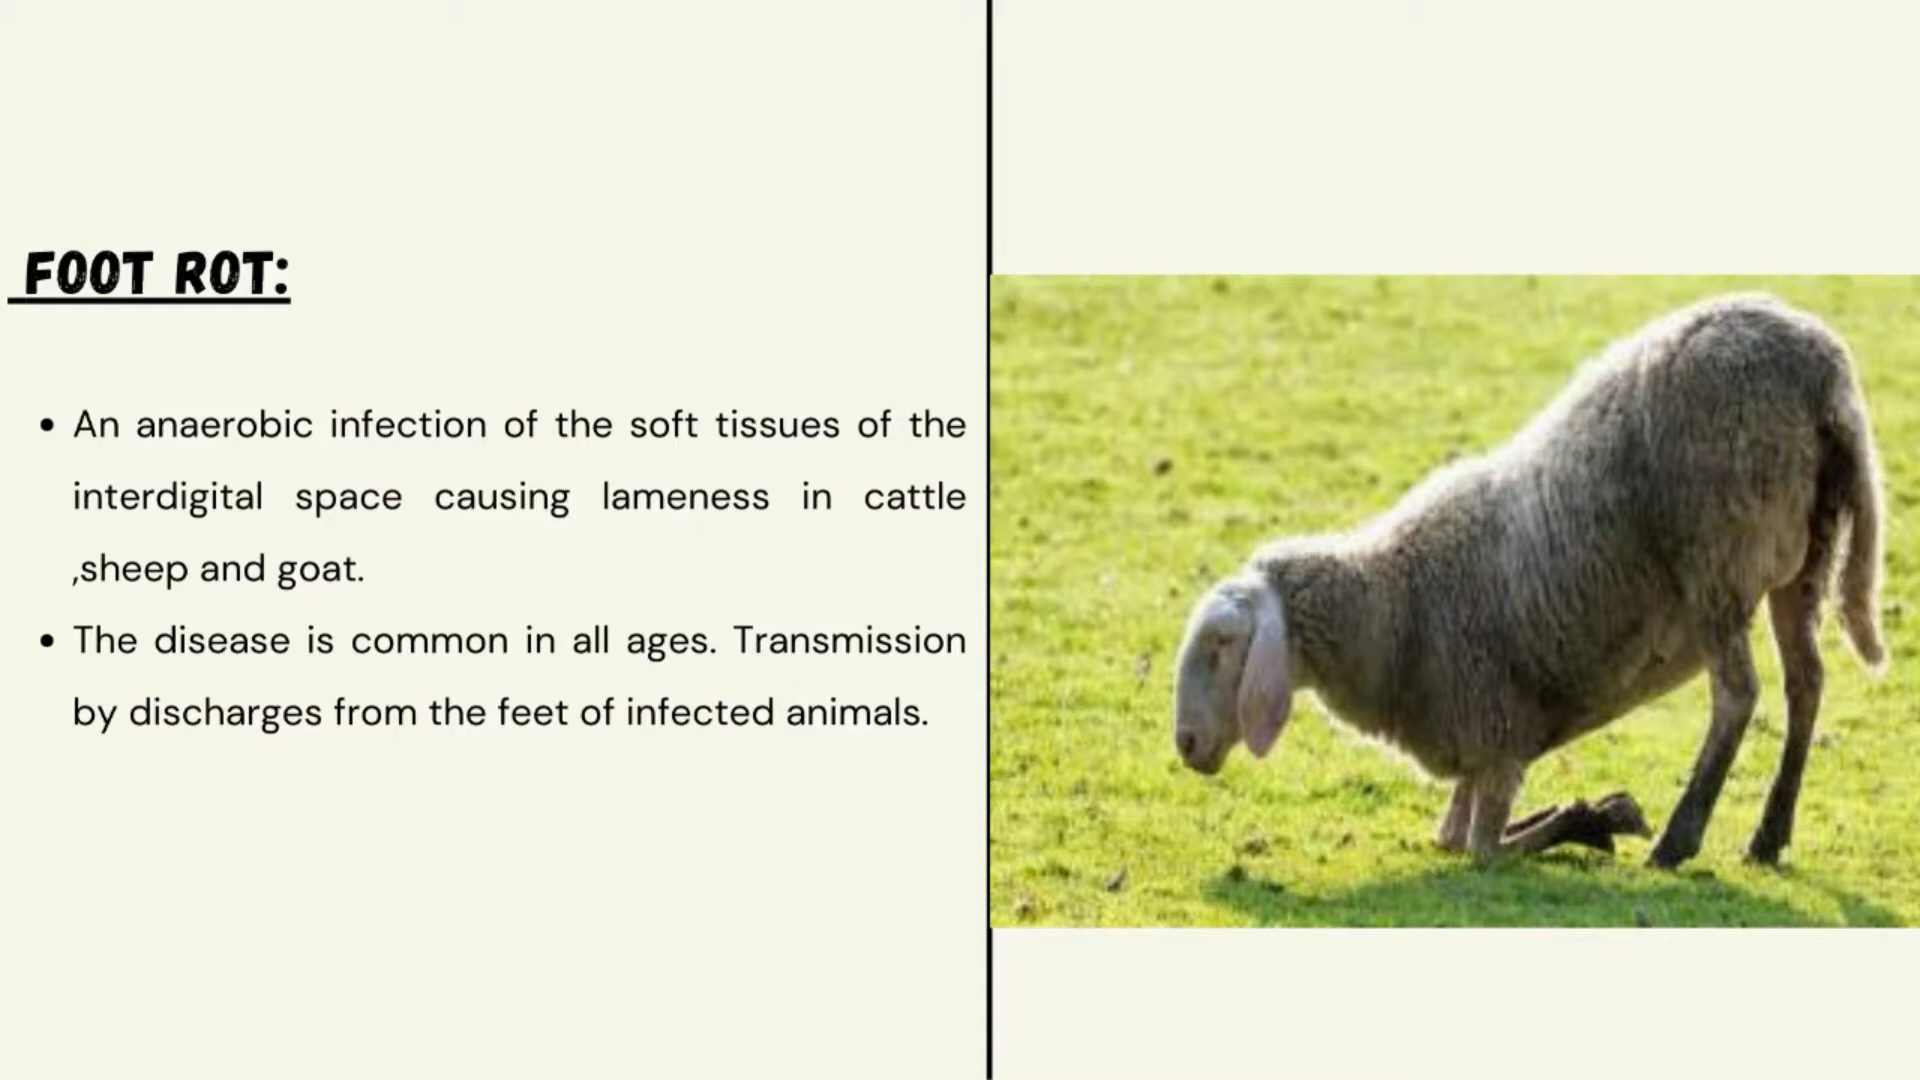 FOOT ROT:
• An anaerobic infection of the soft tissues of the
interdigital space causing lameness in cattle
,sheep and goat.
• The disease is common in all ages. Transmission
by discharges from the feet of infected animals.